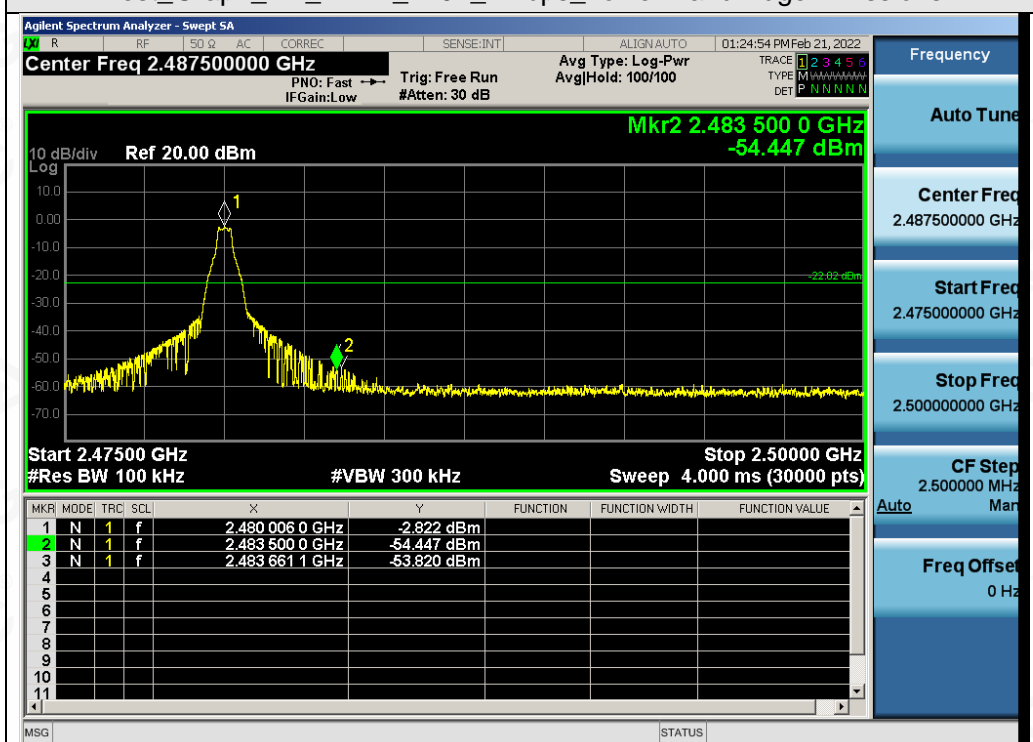 Agilent Spectrum Analyzer - Swept SA
LXI R RF 50 Ω AC CORREC SENSE:INT ALIGN AUTO 01:24:54 PM Feb 21, 2022
Center Freq 2.487500000 GHz
PNO: Fast
IFGain:Low
Trig: Free Run
#Atten: 30 dB
Avg Type: Log-Pwr
Avg|Hold: 100/100
TRACE 1 2 3 4 5 6
TYPE M
DET P N N N N N
Mkr2 2.483 500 0 GHz
-54.447 dBm
10 dB/div Ref 20.00 dBm
Log
10.0
0.00
-10.0
-20.0
-30.0
-40.0
-50.0
-60.0
-70.0
1
2
-22.02 dBm
Start 2.47500 GHz Stop 2.50000 GHz
#Res BW 100 kHz #VBW 300 kHz Sweep 4.000 ms (30000 pts)
MKR MODE TRC SCL X Y FUNCTION FUNCTION WIDTH FUNCTION VALUE
1 N 1 f 2.480 006 0 GHz -2.822 dBm
2 N 1 f 2.483 500 0 GHz -54.447 dBm
3 N 1 f 2.483 661 1 GHz -53.820 dBm
4
5
6
7
8
9
10
11
MSG STATUS
Frequency
Auto Tune
Center Freq
2.487500000 GHz
Start Freq
2.475000000 GHz
Stop Freq
2.500000000 GHz
CF Step
2.500000 MHz
Auto Man
Freq Offset
0 Hz